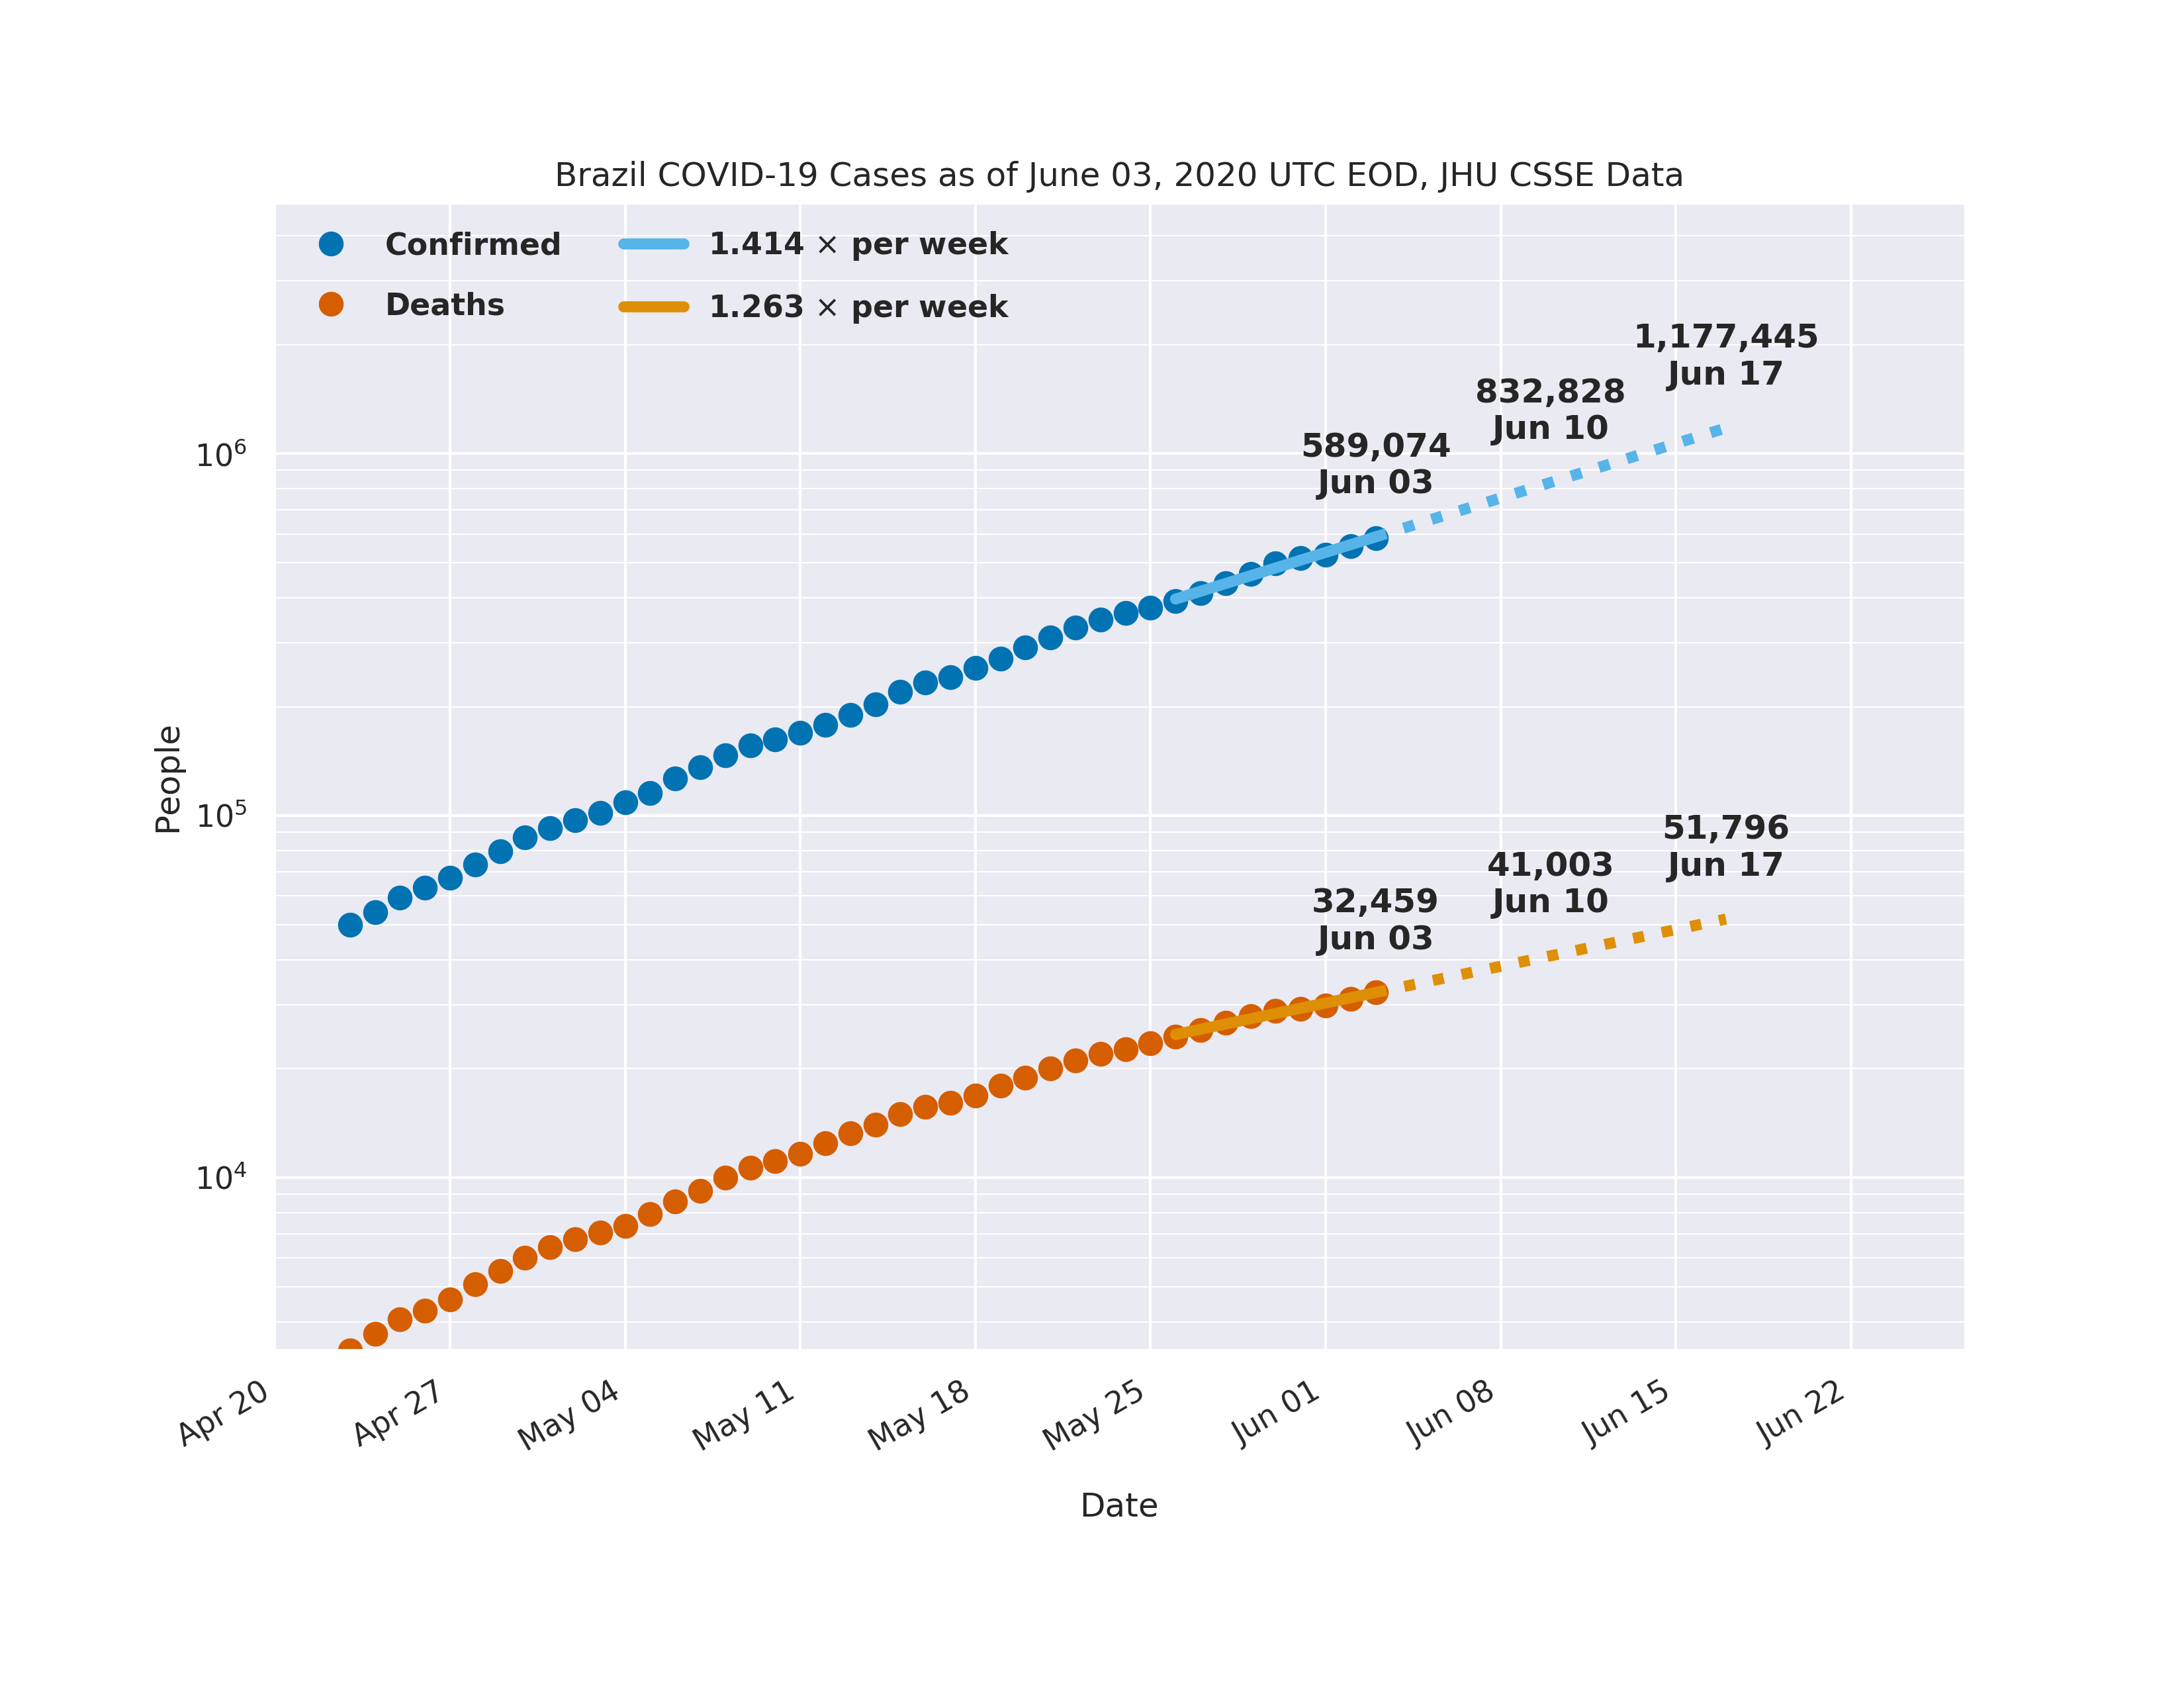 Brazil COVID-19 Cases as of June 03, 2020 UTC EOD, JHU CSSE Data
Confirmed
Deaths
1.414 × per week
1.263 × per week
1,177,445
Jun 17
832,828
Jun 10
589,074
Jun 03
51,796
Jun 17
41,003
Jun 10
32,459
Jun 03
People
10⁶
10⁵
10⁴
Apr 20
Apr 27
May 04
May 11
May 18
May 25
Jun 01
Jun 08
Jun 15
Jun 22
Date